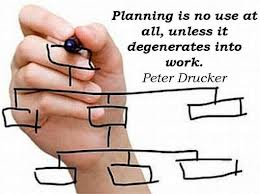 Planning is no use at
all, unless it
degenerates into
work.
Peter Drucker